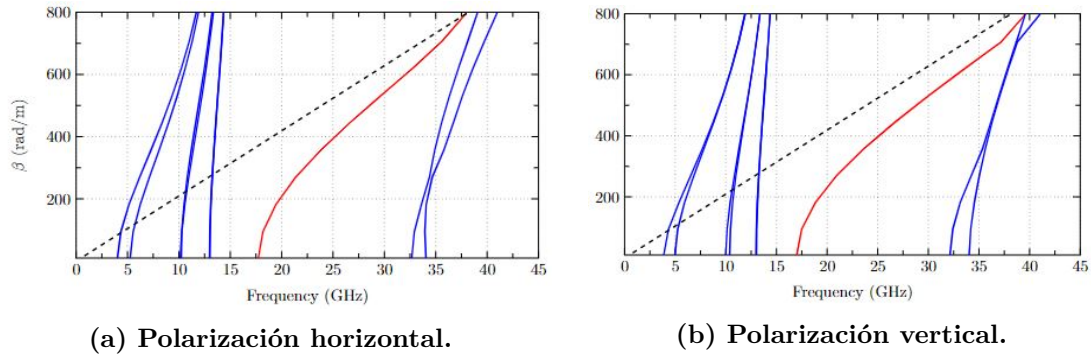 800
600
400
200
β (rad/m)
0 5 10 15 20 25 30 35 40 45
Frequency (GHz)
(a) Polarización horizontal.
800
600
400
200
0 5 10 15 20 25 30 35 40 45
Frequency (GHz)
(b) Polarización vertical.